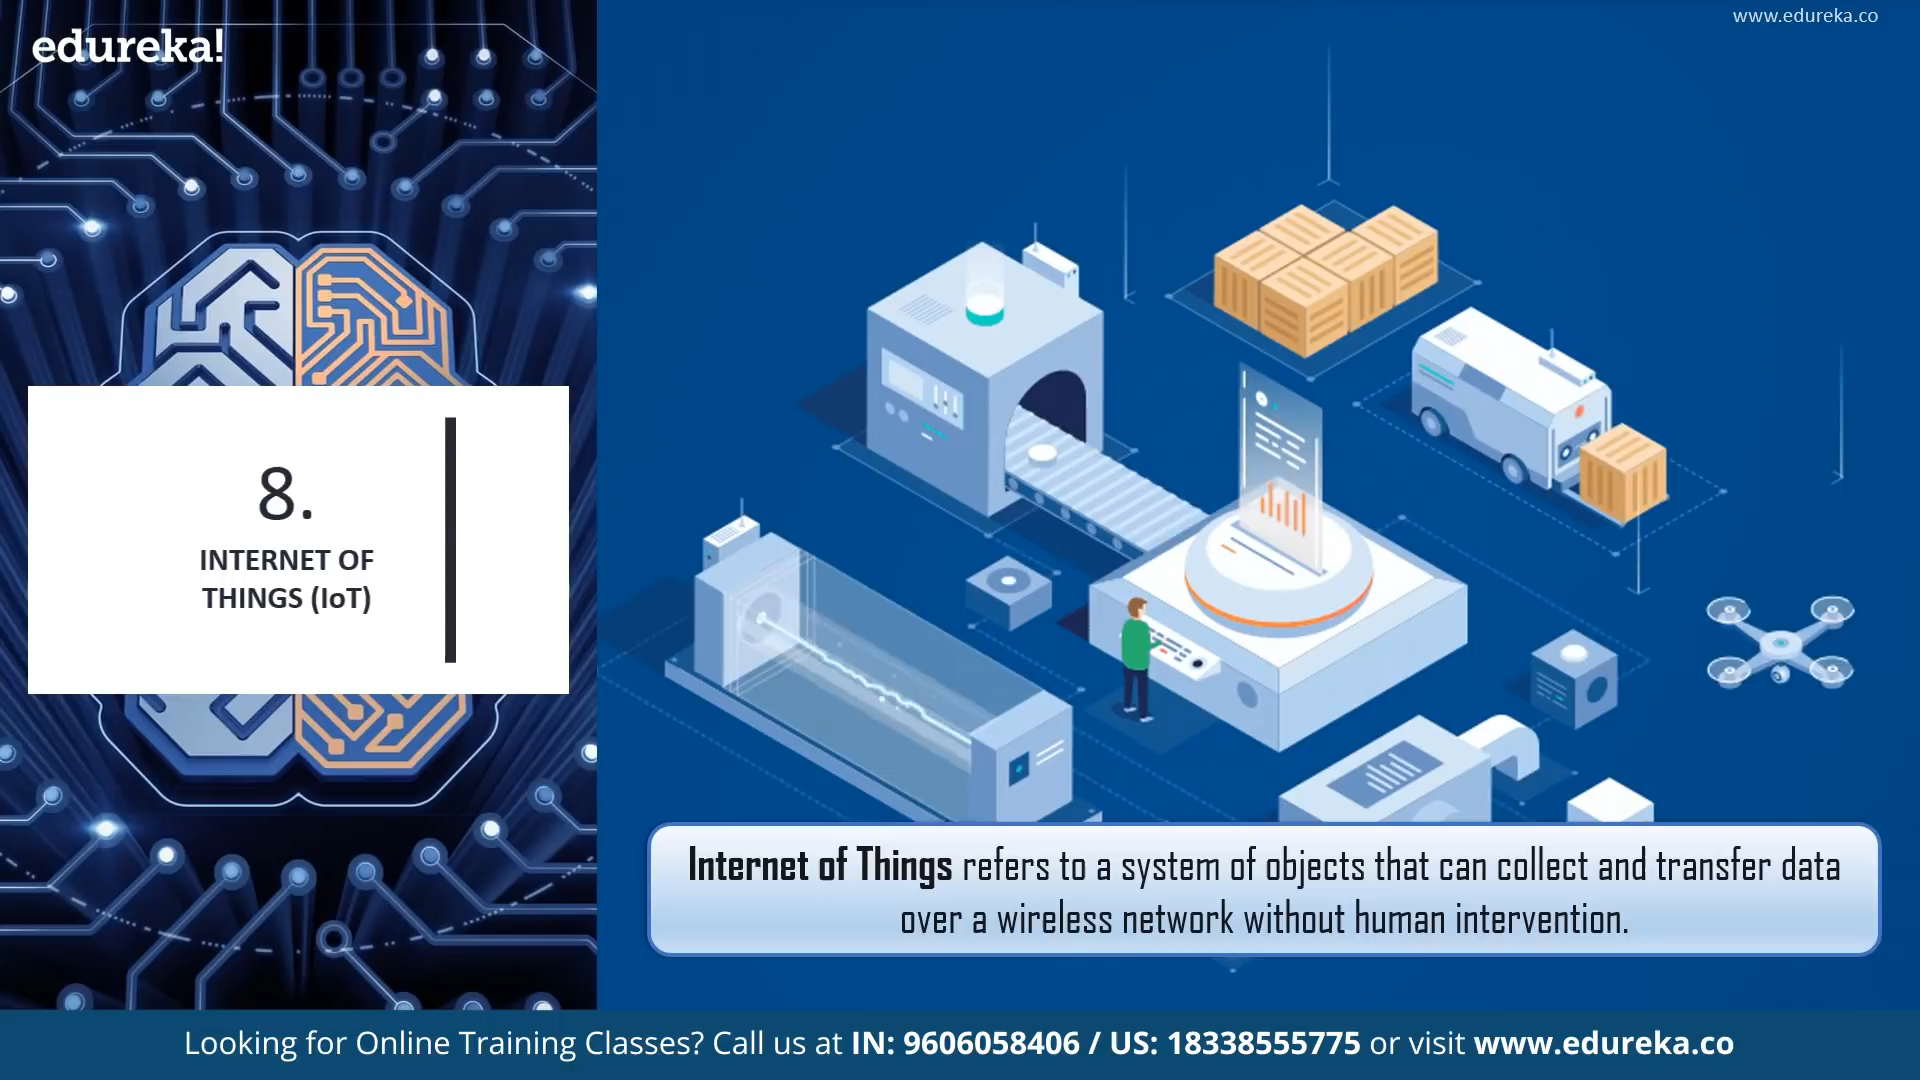 edureka!
www.edureka.co
8.
INTERNET OF
THINGS (IoT)
Internet of Things refers to a system of objects that can collect and transfer data
over a wireless network without human intervention.
Looking for Online Training Classes? Call us at IN: 9606058406 / US: 18338555775 or visit www.edureka.co